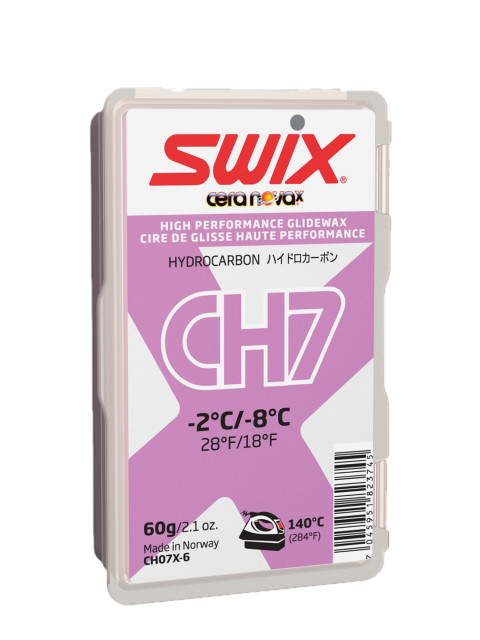 SWIX®
cera novax
HIGH PERFORMANCE GLIDEWAX
CIRE DE GLISSE HAUTE PERFORMANCE
HYDROCARBON ハイドロカーボン
CH7
-2°C/-8°C
28°F/18°F
60g/2.1 oz.
Made in Norway
CH07X-6
140°C
(284°F)
7 045951 823745